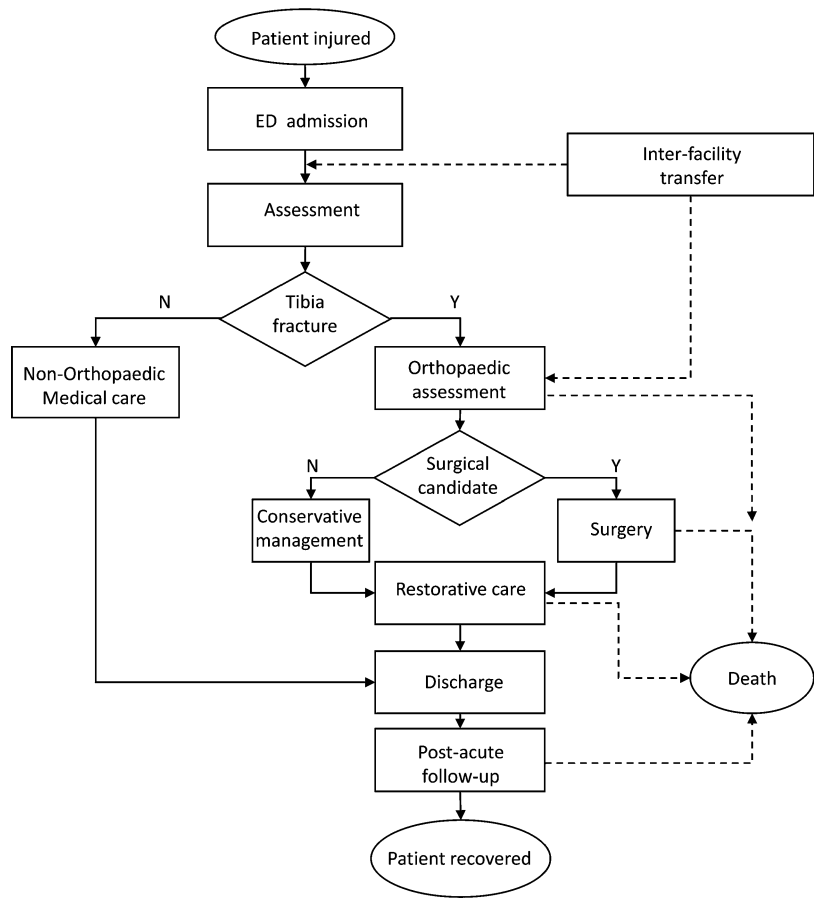 Patient injured
ED admission
Inter-facility
transfer
Assessment
N
Y
Tibia
fracture
Non-Orthopaedic
Medical care
Orthopaedic
assessment
N
Y
Surgical
candidate
Conservative
management
Surgery
Restorative care
Discharge
Death
Post-acute
follow-up
Patient recovered